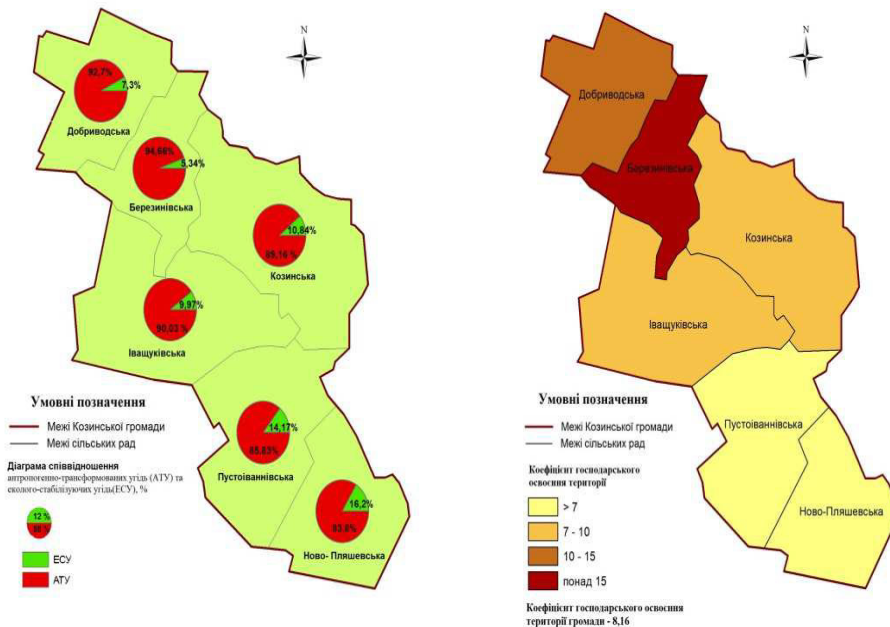 N
92,7%
7,3%
Добриводська
94,66%
5,34%
Березинівська
10,84%
89,16 %
Козинська
9,97%
90,03 %
Іващуківська
14,17%
85,83%
Пустоіваннівська
16,2%
83,8%
Ново- Пляшевська
Умовні позначення
Межі Козинської громади
Межі сільських рад
Діаграма співвідношення
антропогенно-трансформованих угідь (АТУ) та
еколого-стабілізуючих угідь(ЕСУ), %
12 %
88 %
ЕСУ
АТУ
N
Добриводська
Березинівська
Козинська
Іващуківська
Пустоіваннівська
Ново-Пляшевська
Умовні позначення
Межі Козинської громади
Межі сільських рад
Коефіцієнт господарського
освоєння території
> 7
7 - 10
10 - 15
понад 15
Коефіцієнт господарського освоєння
території громади - 8,16